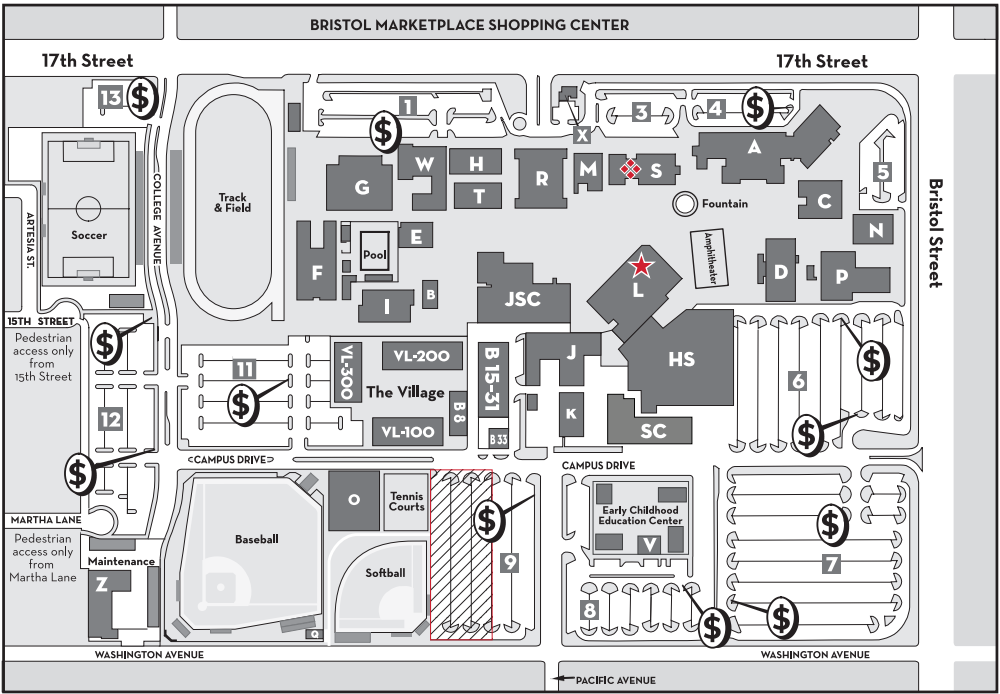 BRISTOL MARKETPLACE SHOPPING CENTER
17th Street
17th Street
13
$
1
$
3
4
$
X
5
W
H
T
G
R
M
S
A
C
N
Track
& Field
COLLEGE AVENUE
Soccer
ARTESIA ST.
Fountain
Bristol Street
Amphitheater
E
Pool
F
I
B
JSC
L
D
P
15TH STREET
Pedestrian
access only
from
15th Street
$
11
$
12
$
VL-300
VL-200
The Village
VL-100
B 8
B 15-31
B 33
J
K
HS
SC
6
$
$
<CAMPUS DRIVE>
CAMPUS DRIVE
MARTHA LANE
Pedestrian
access only
from
Martha Lane
Maintenance
Z
Baseball
O
Tennis
Courts
Softball
Q
$
9
Early Childhood
Education Center
V
8
$
$
7
$
WASHINGTON AVENUE
WASHINGTON AVENUE
PACIFIC AVENUE